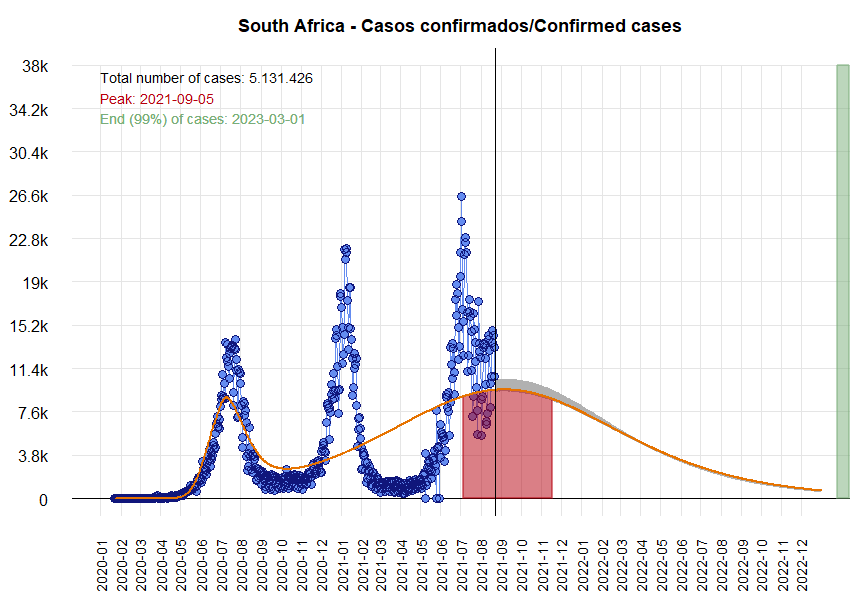 South Africa - Casos confirmados/Confirmed cases
Total number of cases: 5.131.426
Peak: 2021-09-05
End (99%) of cases: 2023-03-01
38k
34.2k
30.4k
26.6k
22.8k
19k
15.2k
11.4k
7.6k
3.8k
0
2020-01
2020-02
2020-03
2020-04
2020-05
2020-06
2020-07
2020-08
2020-09
2020-10
2020-11
2020-12
2021-01
2021-02
2021-03
2021-04
2021-05
2021-06
2021-07
2021-08
2021-09
2021-10
2021-11
2021-12
2022-01
2022-02
2022-03
2022-04
2022-05
2022-06
2022-07
2022-08
2022-09
2022-10
2022-11
2022-12